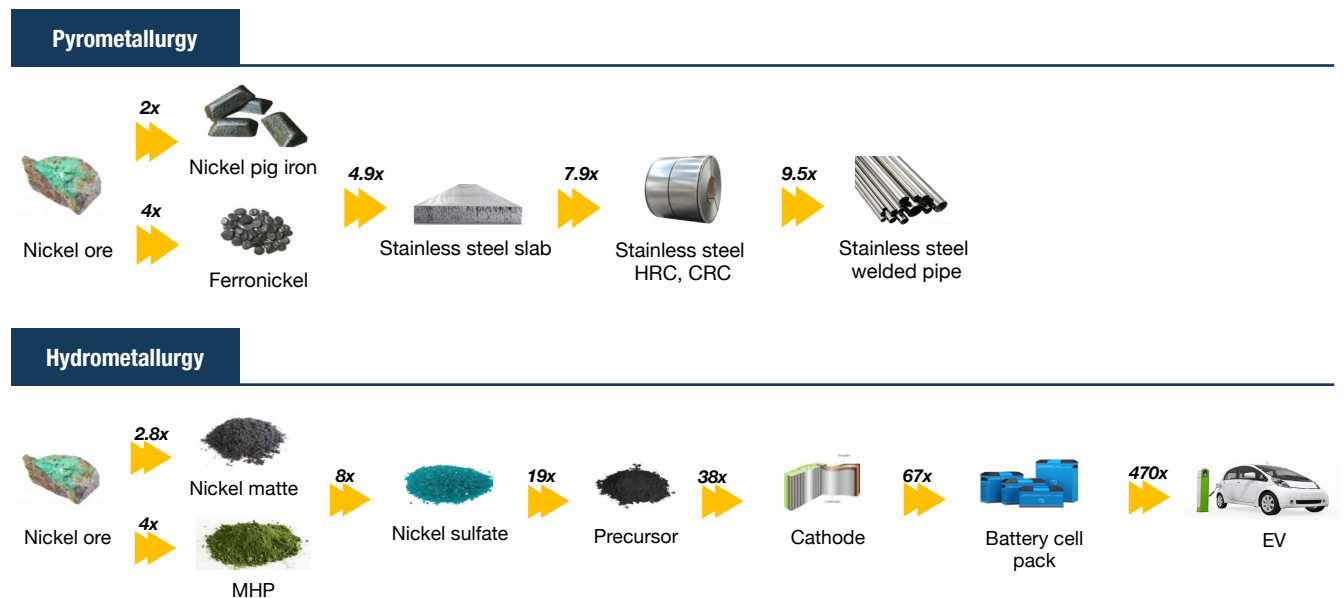 Pyrometallurgy
2x
Nickel pig iron
4x
Nickel ore
Ferronickel
4.9x
Stainless steel slab
7.9x
Stainless steel
HRC, CRC
9.5x
Stainless steel
welded pipe
Hydrometallurgy
2.8x
Nickel matte
4x
Nickel ore
MHP
8x
Nickel sulfate
19x
Precursor
38x
Cathode
Cathode
67x
Battery cell
pack
470x
EV